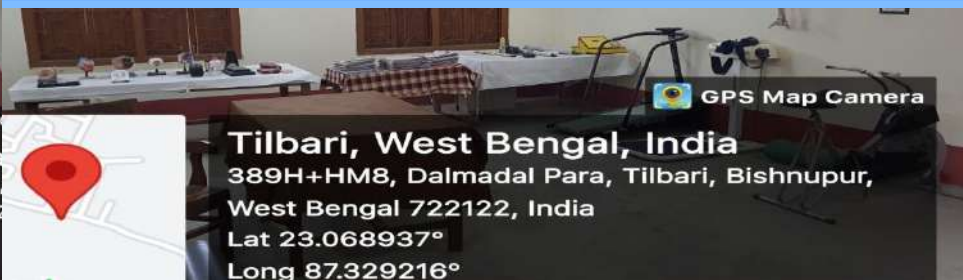 GPS Map Camera
Tilbari, West Bengal, India
389H+HM8, Dalmadal Para, Tilbari, Bishnupur,
West Bengal 722122, India
Lat 23.068937°
Long 87.329216°